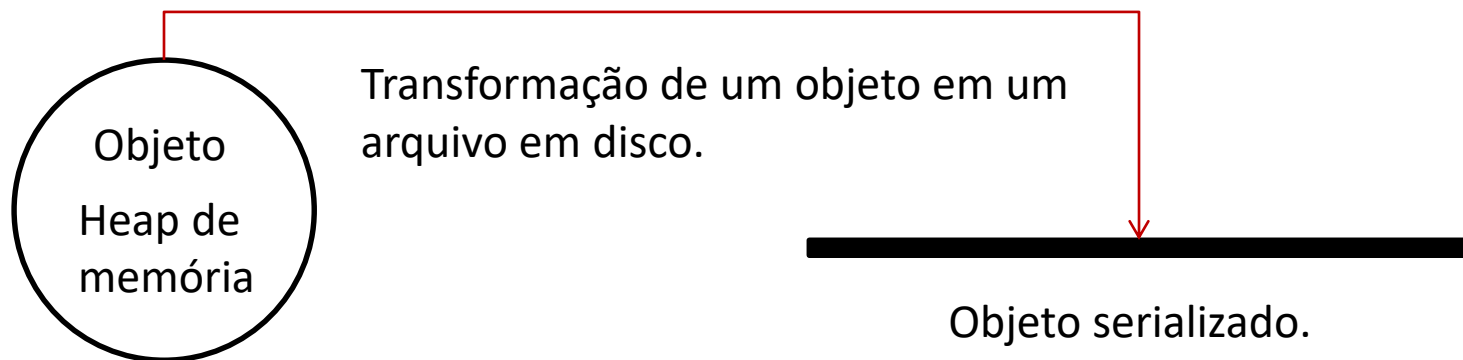 Transformação de um objeto em um
arquivo em disco.
Objeto
Heap de
memória
Objeto serializado.